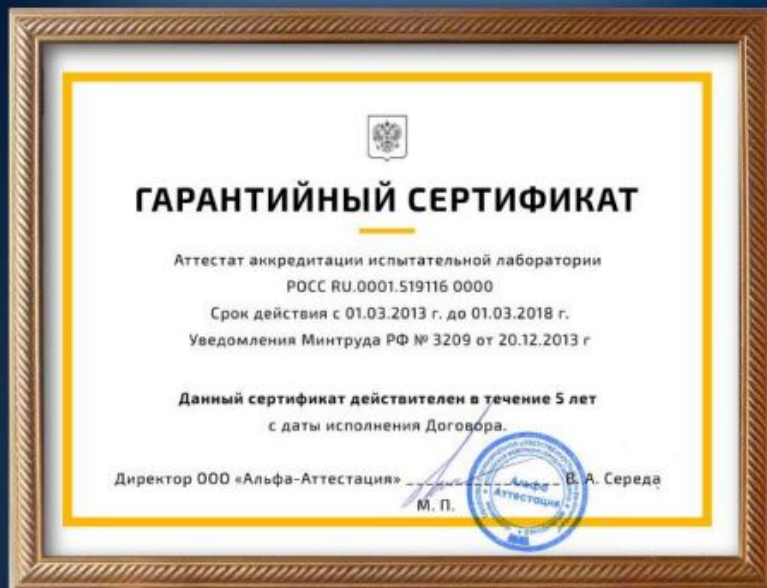 ГАРАНТИЙНЫЙ СЕРТИФИКАТ
Аттестат аккредитации испытательной лаборатории
РОСС RU.0001.519116 0000
Срок действия с 01.03.2013 г. до 01.03.2018 г.
Уведомления Минтруда РФ № 3209 от 20.12.2013 г
Данный сертификат действителен в течение 5 лет
с даты исполнения Договора.
Директор ООО «Альфа-Аттестация» В. А. Середа
М. П.
Альфа
Аттестация